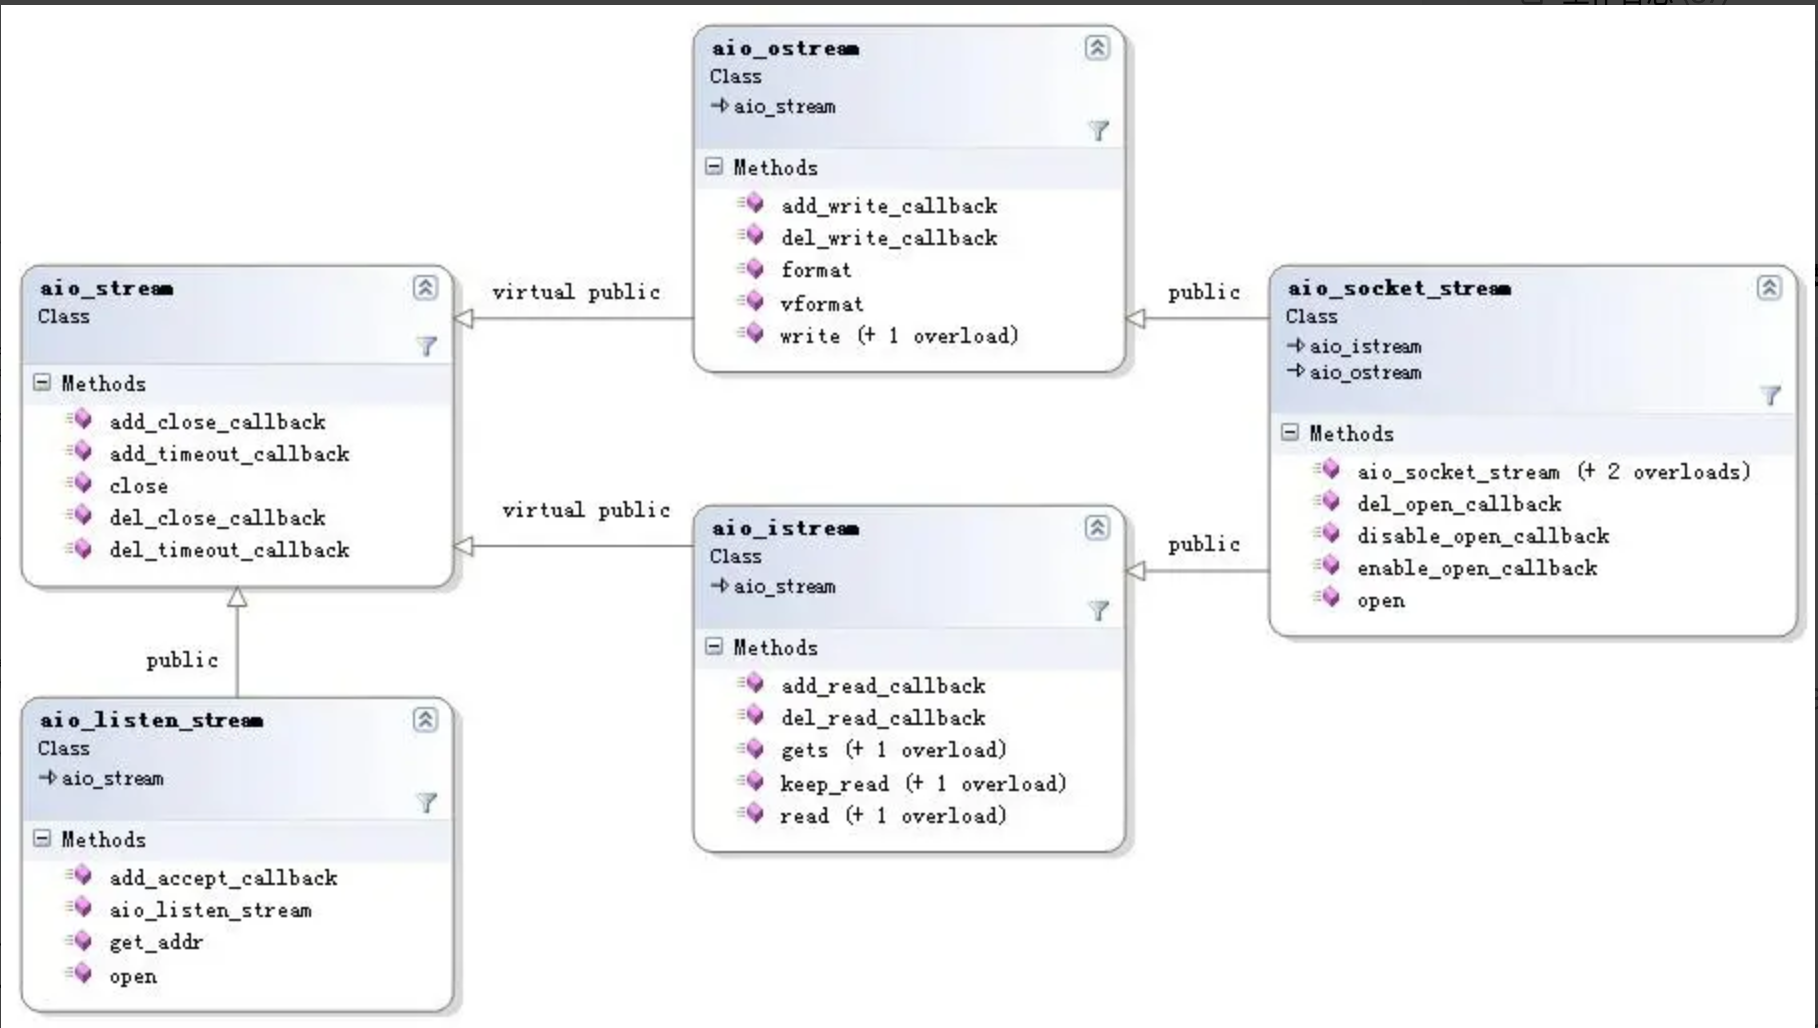 aio_ostream
Class
aio_stream
Methods
add_write_callback
del_write_callback
format
vformat
write (+ 1 overload)
virtual public
public
aio_stream
Class
Methods
add_close_callback
add_timeout_callback
close
del_close_callback
del_timeout_callback
aio_socket_stream
Class
aio_istream
aio_ostream
Methods
aio_socket_stream (+ 2 overloads)
del_open_callback
disable_open_callback
enable_open_callback
open
virtual public
public
aio_istream
Class
aio_stream
Methods
add_read_callback
del_read_callback
gets (+ 1 overload)
keep_read (+ 1 overload)
read (+ 1 overload)
public
aio_listen_stream
Class
aio_stream
Methods
add_accept_callback
aio_listen_stream
get_addr
open